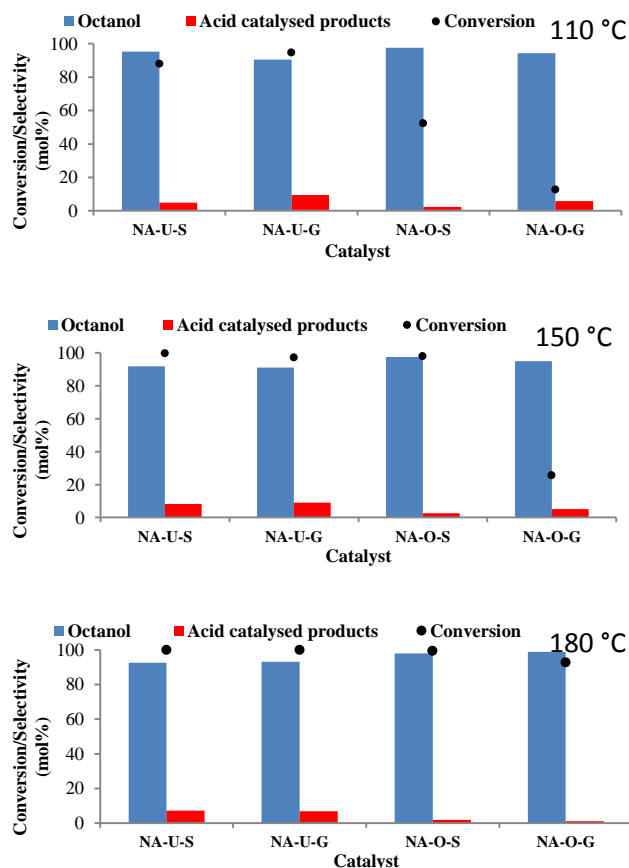 Octanol Acid catalysed products Conversion 110 °C
100
80
60
40
20
0
Conversion/Selectivity
(mol%)
NA-U-S NA-U-G NA-O-S NA-O-G
Catalyst
Octanol Acid catalysed products Conversion 150 °C
100
80
60
40
20
0
Conversion/Selectivity
(mol%)
NA-U-S NA-U-G NA-O-S NA-O-G
Catalyst
Octanol Acid catalysed products Conversion 180 °C
100
80
60
40
20
0
Conversion/Selectivity
(mol%)
NA-U-S NA-U-G NA-O-S NA-O-G
Catalyst